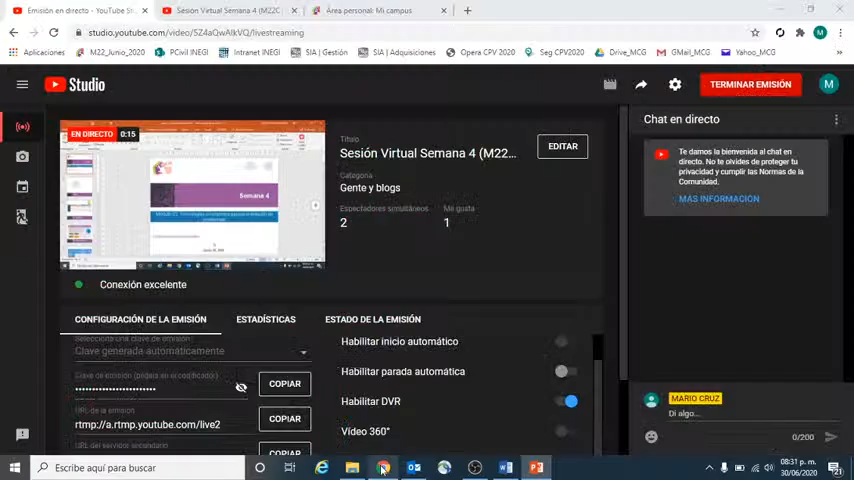 Emisión en directo - YouTube Stu
Sesión Virtual Semana 4 (M22C
Área personal: Mi campus
studio.youtube.com/video/SZ4aQwAlkVQ/livestreaming
Aplicaciones
M22_Junio_2020
PCivil INEGI
Intranet INEGI
SIA | Gestión
SIA | Adquisiciones
Opera CPV 2020
Seg CPV2020
Drive_MCG
GMail_MCG
Yahoo_MCG
Studio
TERMINAR EMISIÓN
M
EN DIRECTO 0:15
Semana 4
Título
Sesión Virtual Semana 4 (M22...
EDITAR
Categoría
Gente y blogs
Espectadores simultáneos
Me gusta
2
1
Conexión excelente
Chat en directo
Te damos la bienvenida al chat en
directo. No te olvides de proteger tu
privacidad y cumplir las Normas de la
Comunidad.
MÁS INFORMACIÓN
CONFIGURACIÓN DE LA EMISIÓN
ESTADÍSTICAS
ESTADO DE LA EMISIÓN
Selecciona una clave de emisión
Clave generada automáticamente
Clave de emisión (pégala en el codificador)
COPIAR
URL de la emisión
rtmp://a.rtmp.youtube.com/live2
COPIAR
URL del servidor secundario
COPIAR
Habilitar inicio automático
Habilitar parada automática
Habilitar DVR
Vídeo 360°
MARIO CRUZ
Di algo...
0/200
Escribe aquí para buscar
08:31 p. m.
30/06/2020
21